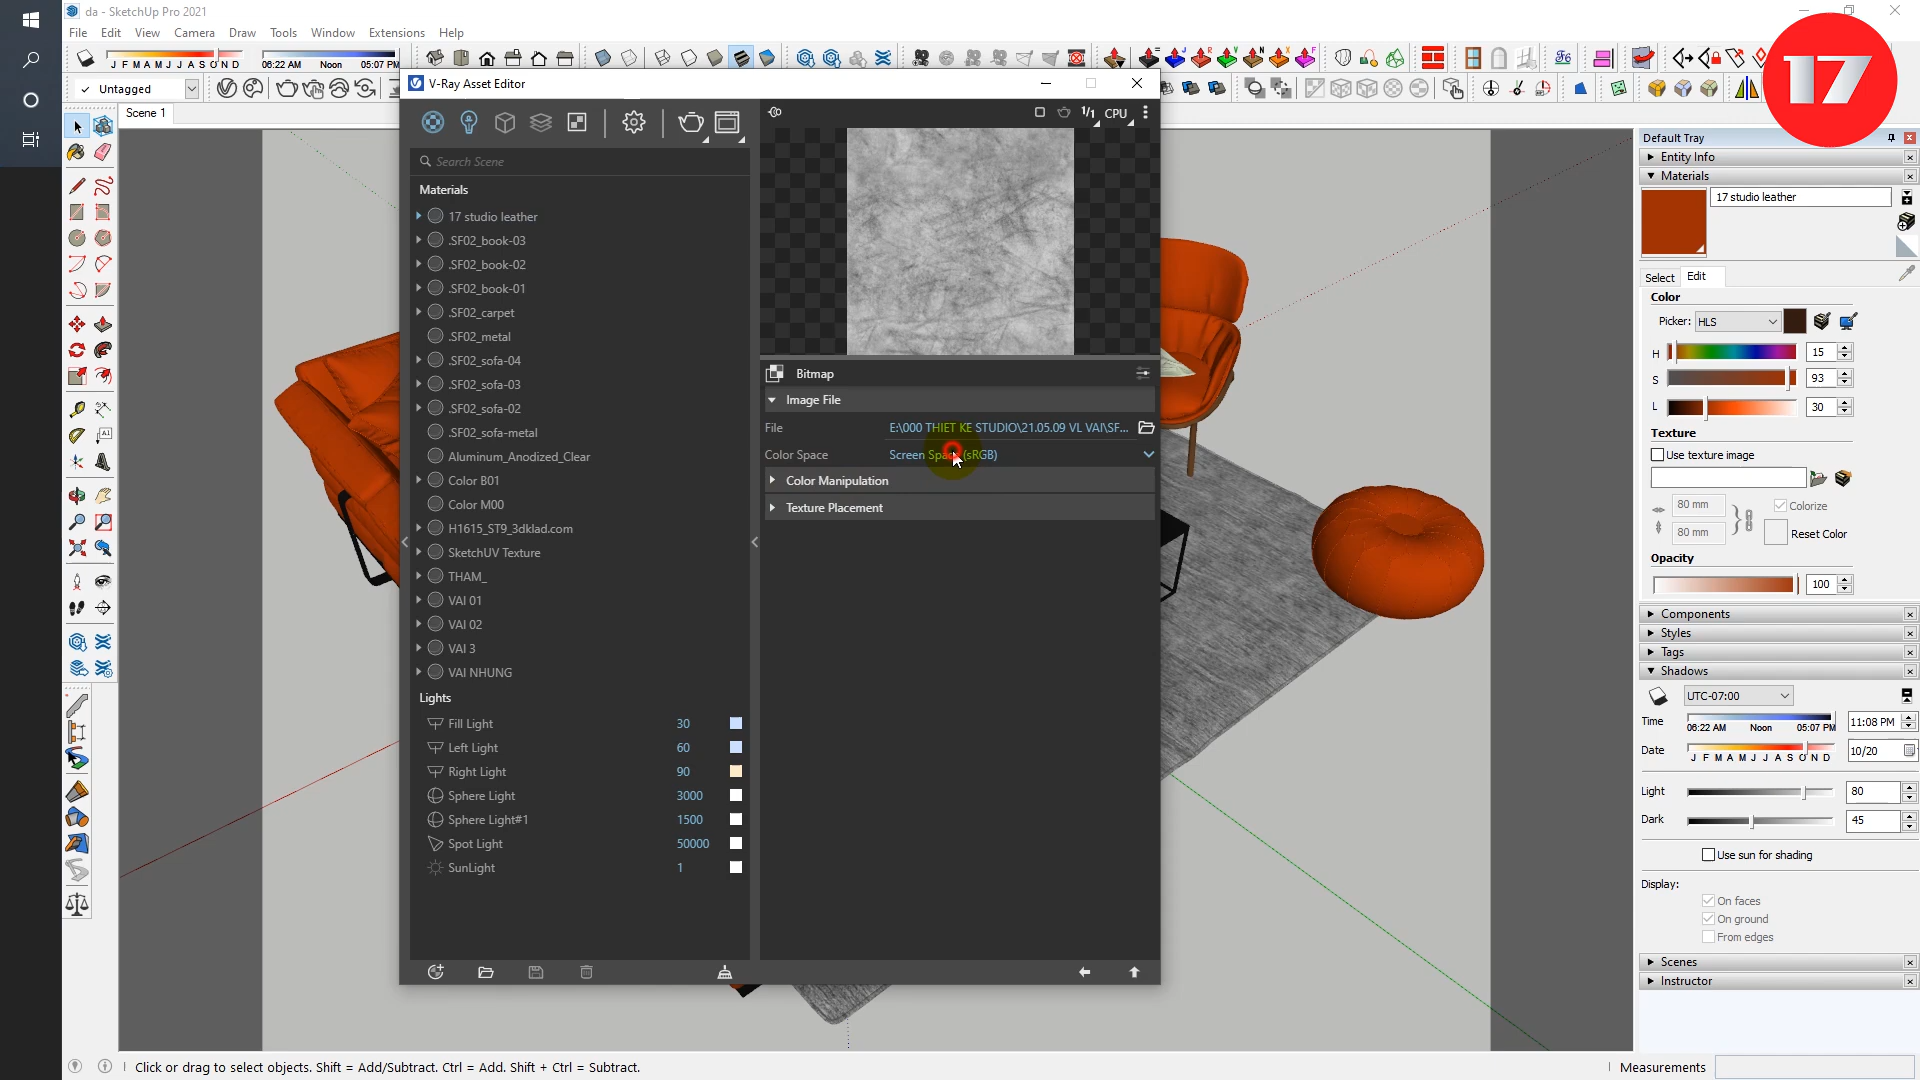 da - SketchUp Pro 2021
File Edit View Camera Draw Tools Window Extensions Help
J F M A M J J A S O N D
06:22 AM Noon 05:07 PM
Untagged
Scene 1
V-Ray Asset Editor
1/1 CPU
Search Scene
Materials
17 studio leather
.SF02_book-03
.SF02_book-02
.SF02_book-01
.SF02_carpet
.SF02_metal
.SF02_sofa-04
.SF02_sofa-03
.SF02_sofa-02
.SF02_sofa-metal
Aluminum_Anodized_Clear
Color B01
Color M00
H1615_ST9_3dklad.com
SketchUV Texture
THAM_
VAI 01
VAI 02
VAI 3
VAI NHUNG
Lights
Fill Light 30
Left Light 60
Right Light 90
Sphere Light 3000
Sphere Light#1 1500
Spot Light 50000
SunLight 1
Bitmap
Image File
File E:\000 THIET KE STUDIO\21.05.09 VL VAI\SF...
Color Space Screen Space (sRGB)
Color Manipulation
Texture Placement
17
Default Tray
Entity Info
Materials
17 studio leather
Select Edit
Color
Picker: HLS
H 15
S 93
L 30
Texture
Use texture image
80 mm
80 mm
Colorize
Reset Color
Opacity
100
Components
Styles
Tags
Shadows
UTC-07:00
Time 06:22 AM Noon 05:07 PM 11:08 PM
Date J F M A M J J A S O N D 10/20
Light 80
Dark 45
Use sun for shading
Display:
On faces
On ground
From edges
Scenes
Instructor
Click or drag to select objects. Shift = Add/Subtract. Ctrl = Add. Shift + Ctrl = Subtract.
Measurements